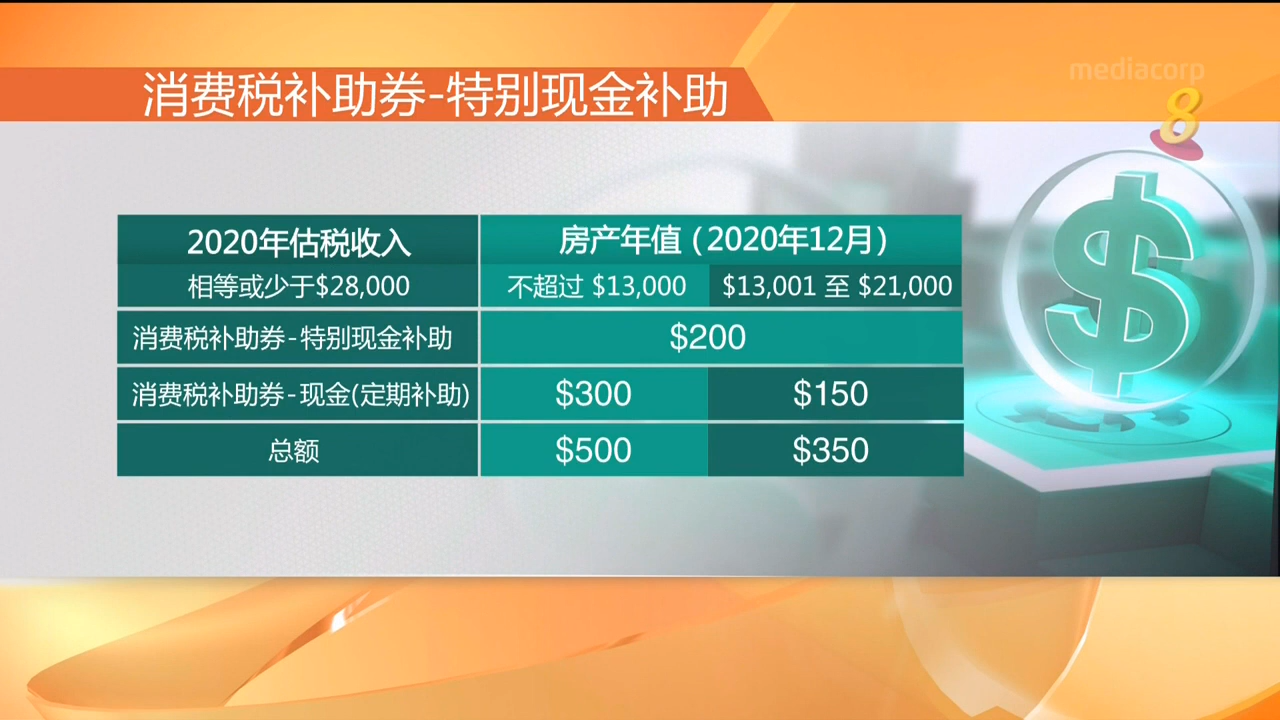 消费税补助券-特别现金补助
mediacorp
8
2020年估税收入
房产年值 (2020年12月)
相等或少于$28,000
不超过 $13,000
$13,001 至 $21,000
消费税补助券-特别现金补助
$200
消费税补助券-现金(定期补助)
$300
$150
总额
$500
$350